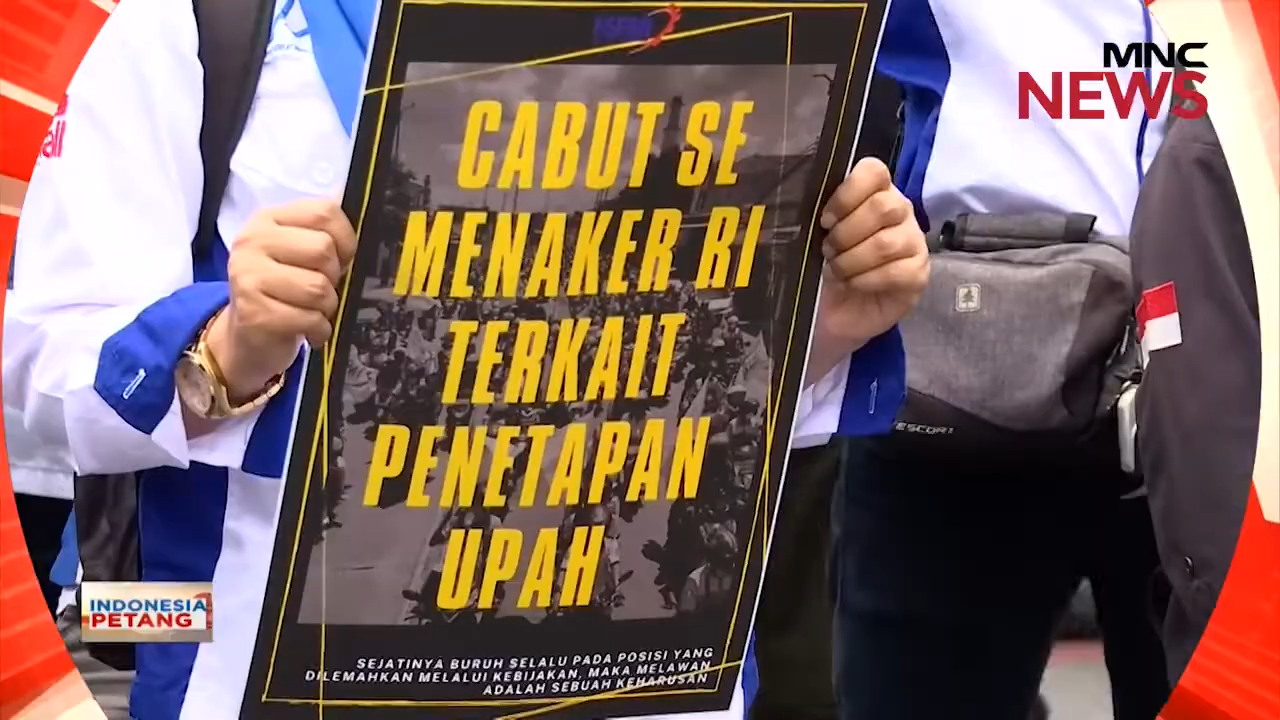 MNC
NEWS
CABUT SE
MENAKER RI
TERKAIT
PENETAPAN
UPAH
SEJATINYA BURUH SELALU PADA POSISI YANG
DILEMAHKAN MELALUI KEBIJAKAN, MAKA MELAWAN
ADALAH SEBUAH KEHARUSAN
INDONESIA
PETANG